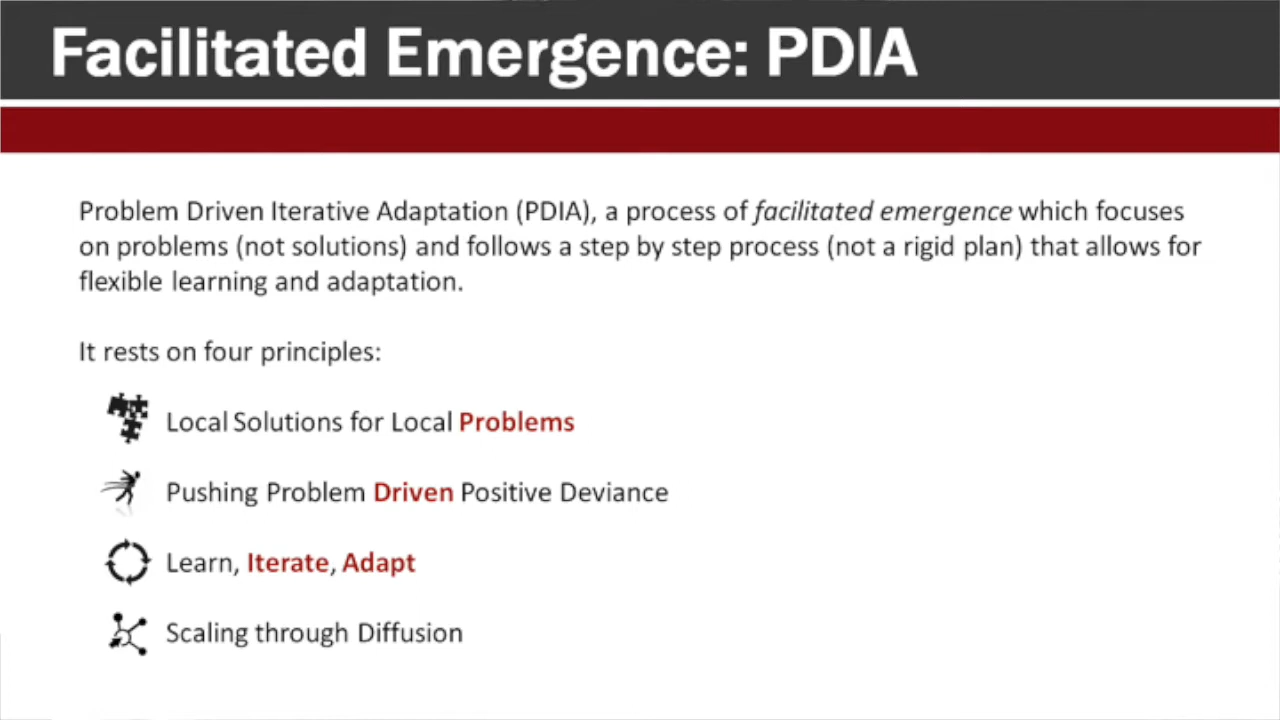 Facilitated Emergence: PDIA
Problem Driven Iterative Adaptation (PDIA), a process of facilitated emergence which focuses
on problems (not solutions) and follows a step by step process (not a rigid plan) that allows for
flexible learning and adaptation.
It rests on four principles:
Local Solutions for Local Problems
Pushing Problem Driven Positive Deviance
Learn, Iterate, Adapt
Scaling through Diffusion